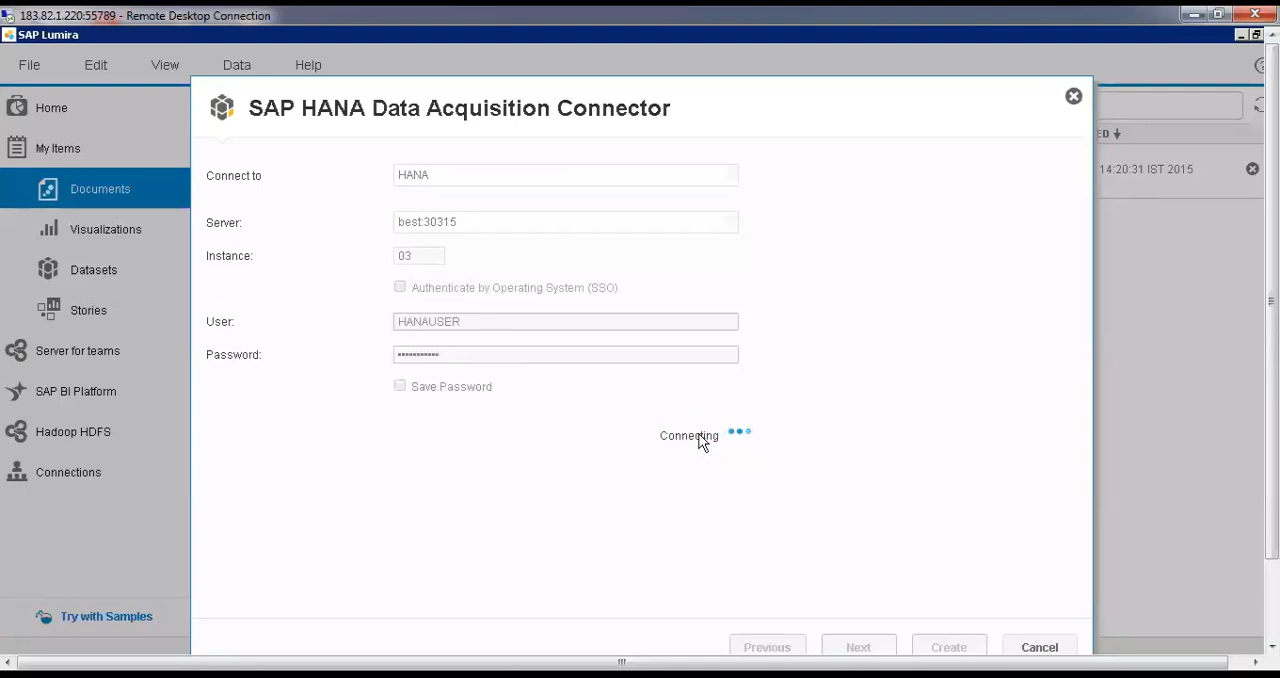 183.82.1.220:55789 - Remote Desktop Connection
SAP Lumira
File Edit View Data Help
SAP HANA Data Acquisition Connector
Home
My Items
Documents
Visualizations
Datasets
Stories
Server for teams
SAP BI Platform
Hadoop HDFS
Connections
Try with Samples
Connect to HANA
Server: best:30315
Instance: 03
Authenticate by Operating System (SSO)
User: HANAUSER
Password: •••••••••••
Save Password
Connecting
Previous Next Create Cancel
ED
14:20:31 IST 2015